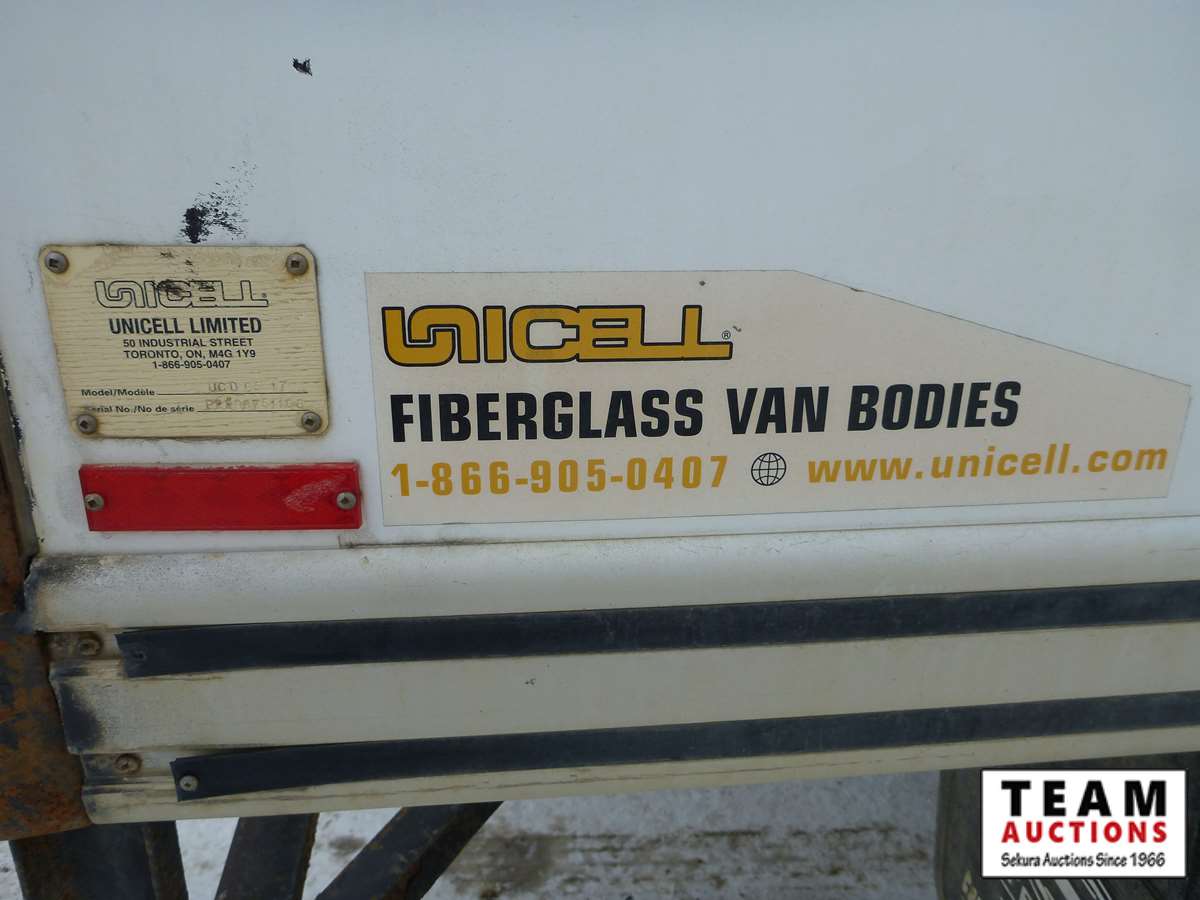 UNICELL®
UNICELL LIMITED
50 INDUSTRIAL STREET
TORONTO, ON, M4G 1Y9
1-866-905-0407
Model/Modèle
Serial No./No de série
UNICELL®
FIBERGLASS VAN BODIES
1-866-905-0407 www.unicell.com
TEAM
AUCTIONS
Sekura Auctions Since 1966